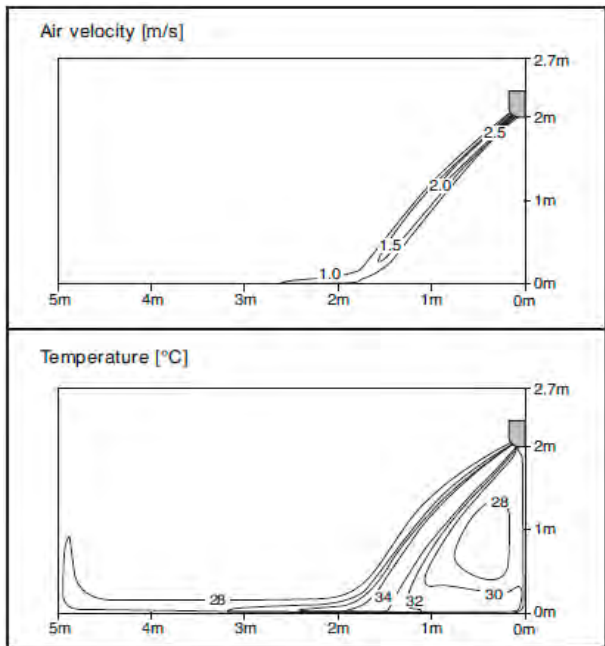 Air velocity [m/s]
2.7m
2.5
2m
2.0
1m
1.5
1.0
0m
5m 4m 3m 2m 1m 0m
Temperature [°C]
2.7m
2m
28
1m
28 34 32 30
0m
5m 4m 3m 2m 1m 0m